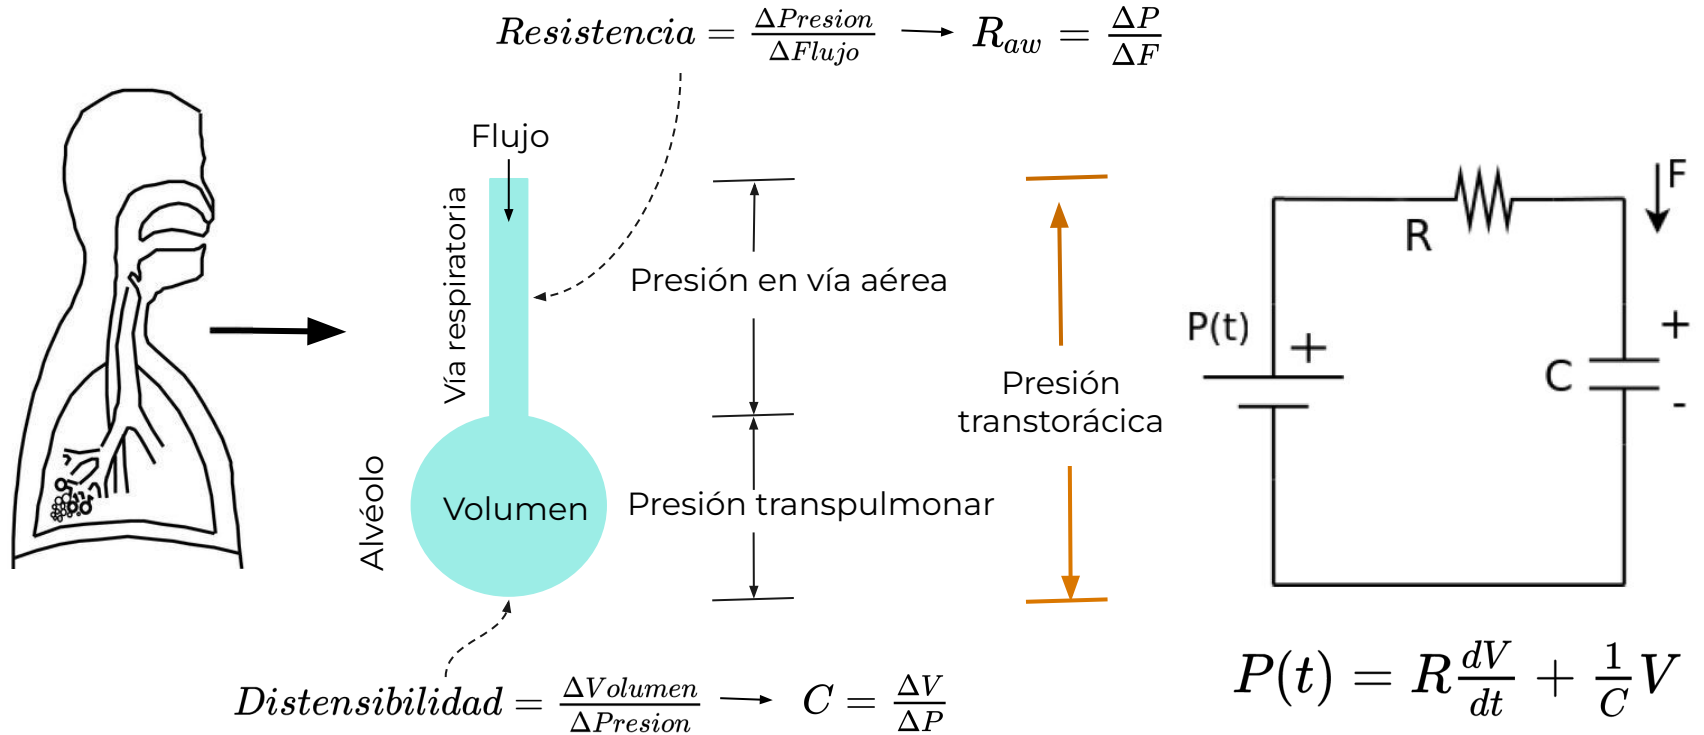 Resistencia = ΔPresion/ΔFlujo → R_aw = ΔP/ΔF
Flujo
Vía respiratoria
Presión en vía aérea
Alvéolo
Volumen
Presión transpulmonar
Presión
transtorácica
Distensibilidad = ΔVolumen/ΔPresion → C = ΔV/ΔP
F
R
P(t)
+
+
C
-
P(t) = R dV/dt + 1/C V